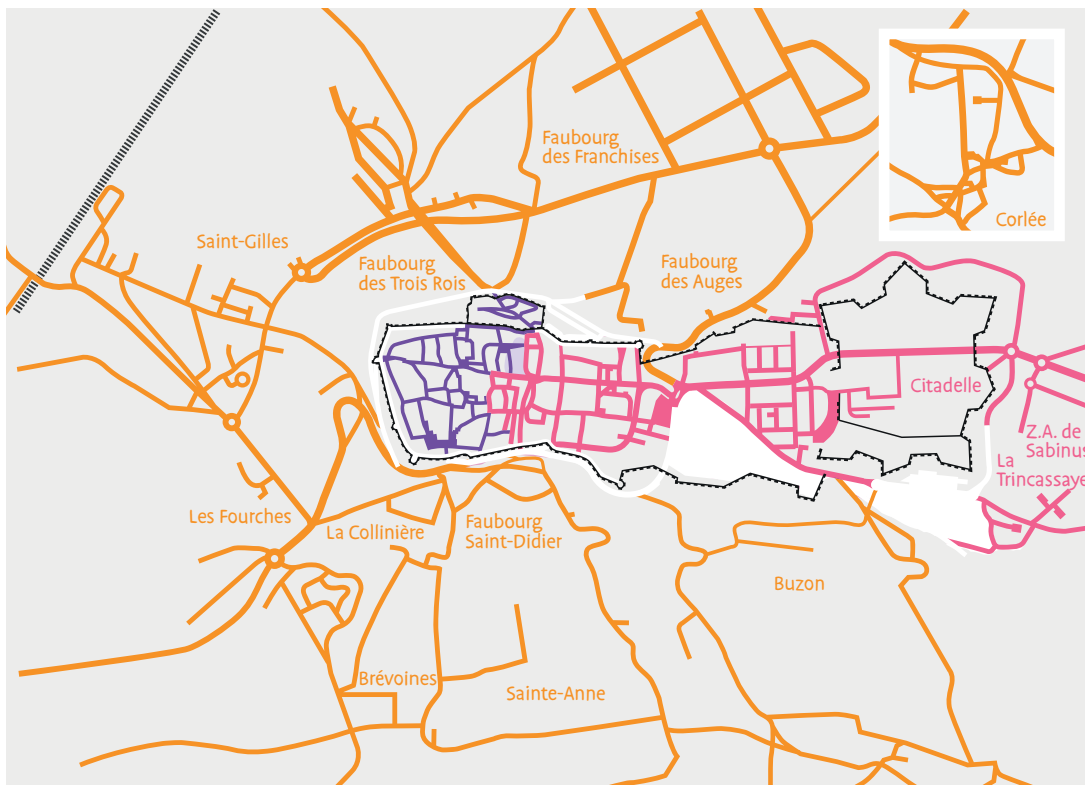 Faubourg
des Franchises
Corlée
Saint-Gilles
Faubourg
des Trois Rois
Faubourg
des Auges
Citadelle
Z.A. de
Sabinus
La
Trincassaye
Les Fourches
La Collinière
Faubourg
Saint-Didier
Buzon
Brévoines
Sainte-Anne